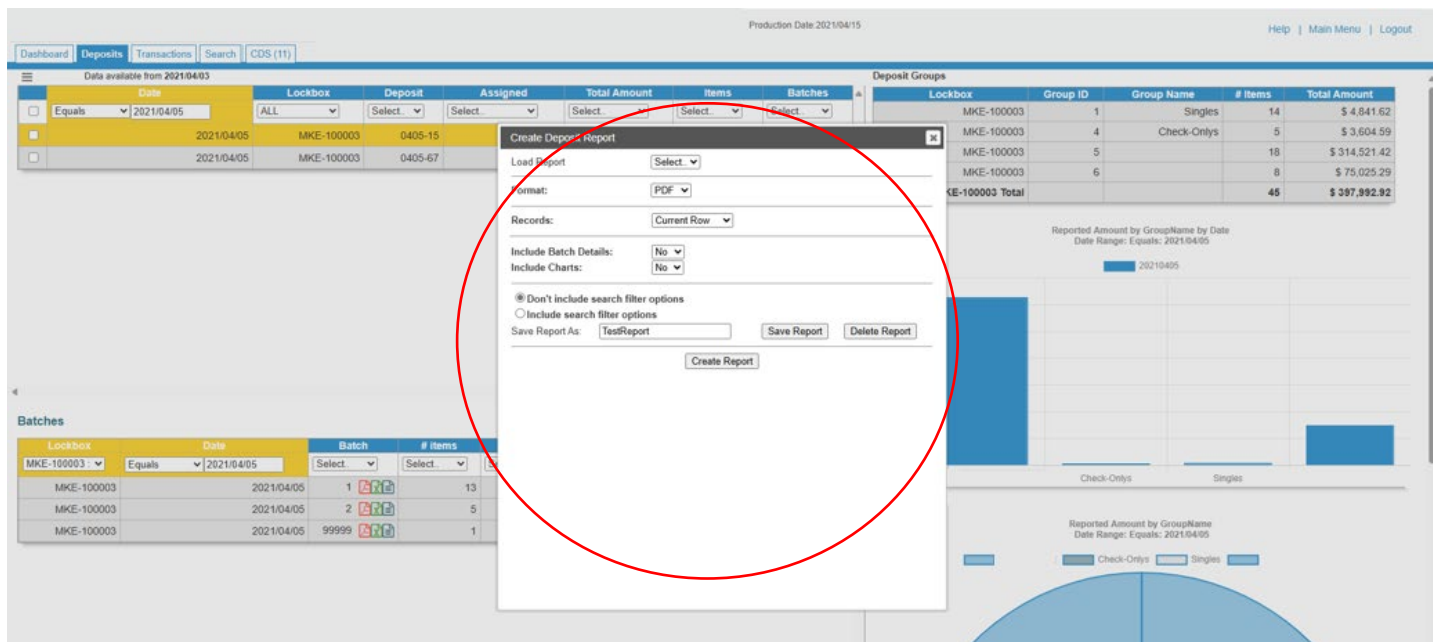 Production Date 2021/04/15
Help | Main Menu | Logout
Dashboard Deposits Transactions Search CDS (11)
Data available from 2021/04/03
Date Lockbox Deposit Assigned Total Amount Items Batches
Equals 2021/04/05 ALL Select.. Select.. Select.. Select.. Select..
2021/04/05 MKE-100003 0405-15
2021/04/05 MKE-100003 0405-67
Create Deposit Report
Load Report Select..
Format: PDF
Records: Current Row
Include Batch Details: No
Include Charts: No
Don't include search filter options
Include search filter options
Save Report As: TestReport Save Report Delete Report
Create Report
Deposit Groups
Lockbox Group ID Group Name # Items Total Amount
MKE-100003 1 Singles 14 $ 4,841.62
MKE-100003 4 Check-Onlys 5 $ 3,604.59
MKE-100003 5 18 $ 314,521.42
MKE-100003 6 8 $ 75,025.29
KE-100003 Total 45 $ 397,992.92
Reported Amount by GroupName by Date
Date Range: Equals: 2021/04/05
20210405
Check-Onlys Singles
Reported Amount by GroupName
Date Range: Equals: 2021/04/05
Check-Onlys Singles
Batches
Lockbox Date Batch # items
MKE-100003 : Equals 2021/04/05 Select.. Select..
MKE-100003 2021/04/05 1 13
MKE-100003 2021/04/05 2 5
MKE-100003 2021/04/05 99999 1